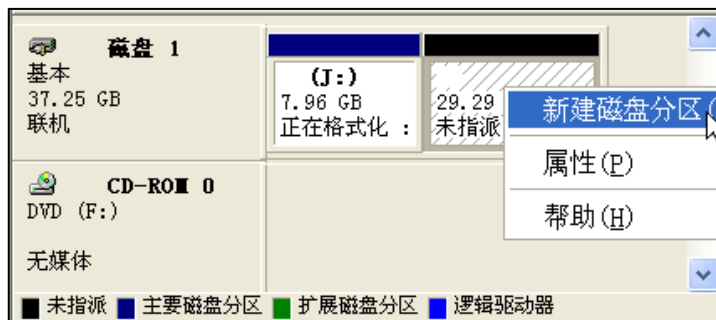 磁盘 1
基本
37.25 GB
联机
(J:)
7.96 GB
正在格式化 :
29.29
未指派
新建磁盘分区(
属性(P)
帮助(H)
CD-ROM 0
DVD (F:)
无媒体
未指派 主要磁盘分区 扩展磁盘分区 逻辑驱动器